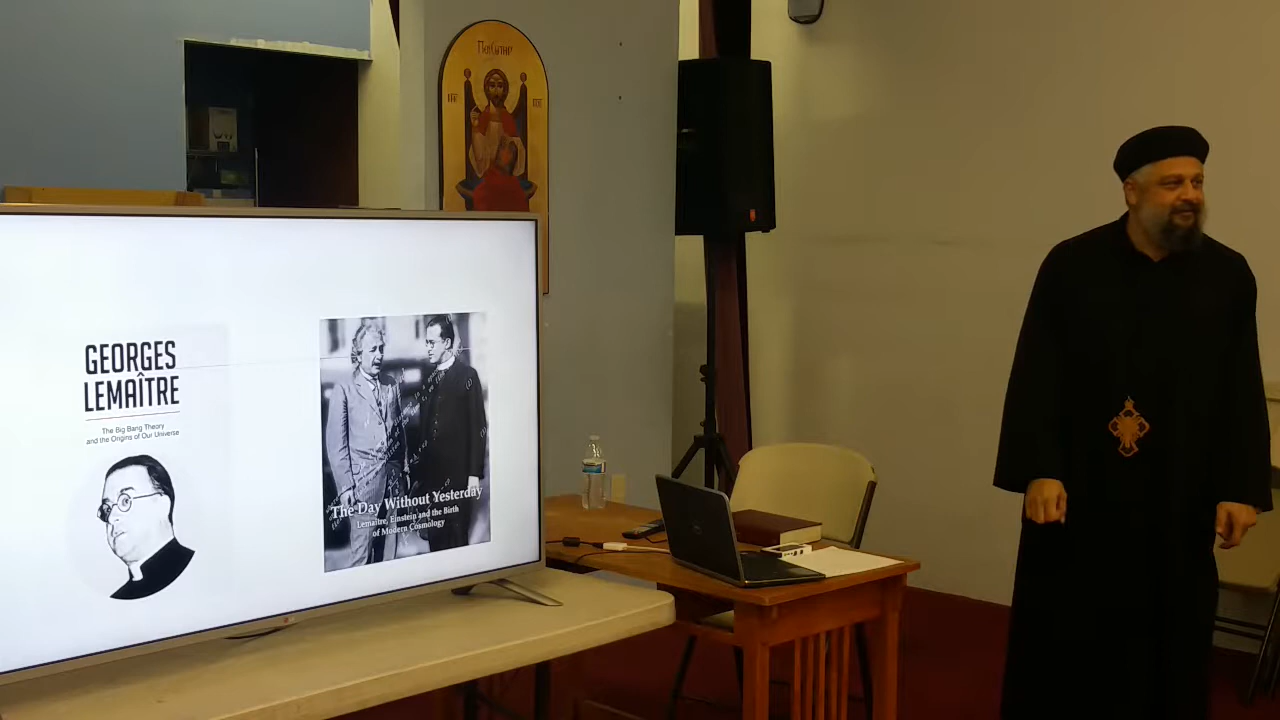 GEORGES
LEMAÎTRE
The Big Bang Theory
and the Origins of Our Universe
The Day Without Yesterday
Lemaître, Einstein and the Birth
of Modern Cosmology